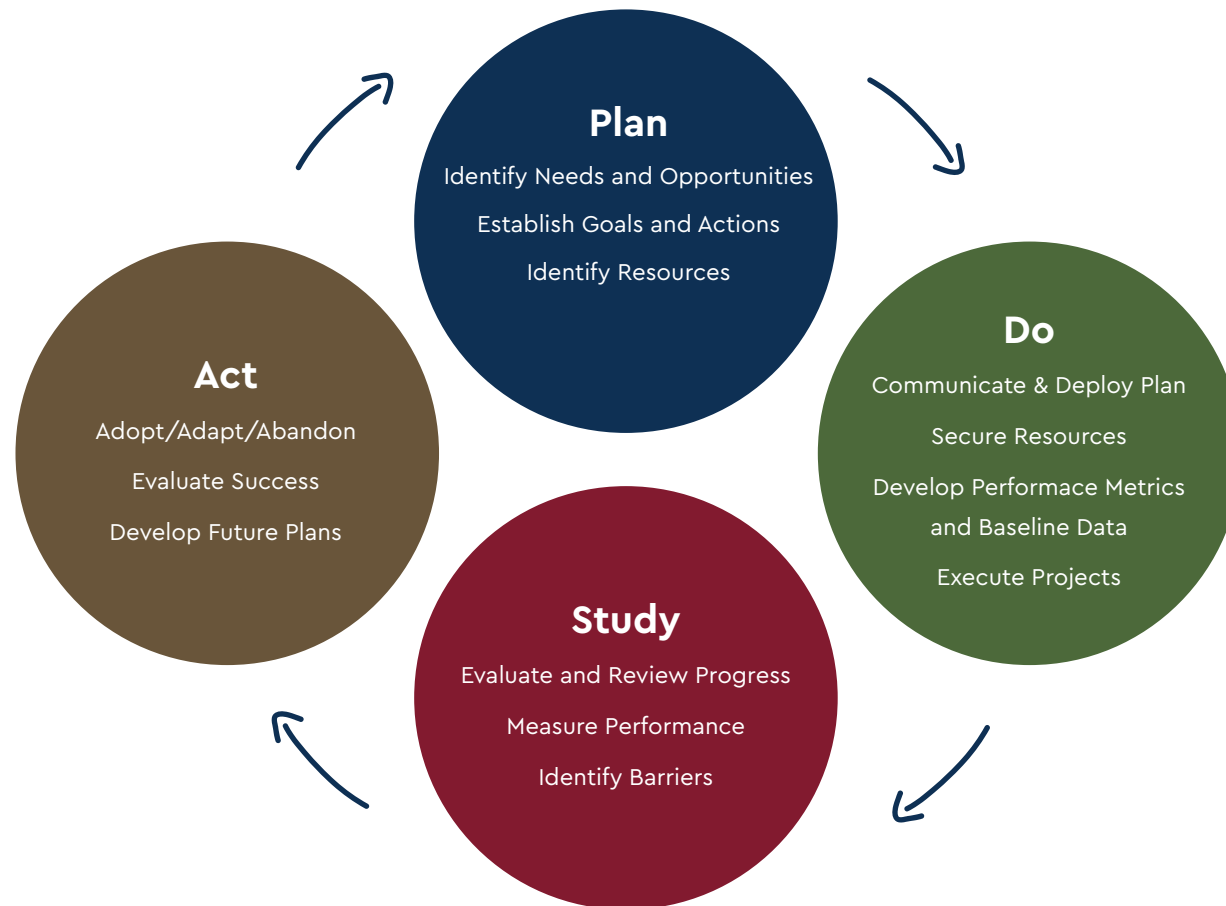 Plan
Identify Needs and Opportunities
Establish Goals and Actions
Identify Resources
Do
Communicate & Deploy Plan
Secure Resources
Develop Performace Metrics
and Baseline Data
Execute Projects
Study
Evaluate and Review Progress
Measure Performance
Identify Barriers
Act
Adopt/Adapt/Abandon
Evaluate Success
Develop Future Plans